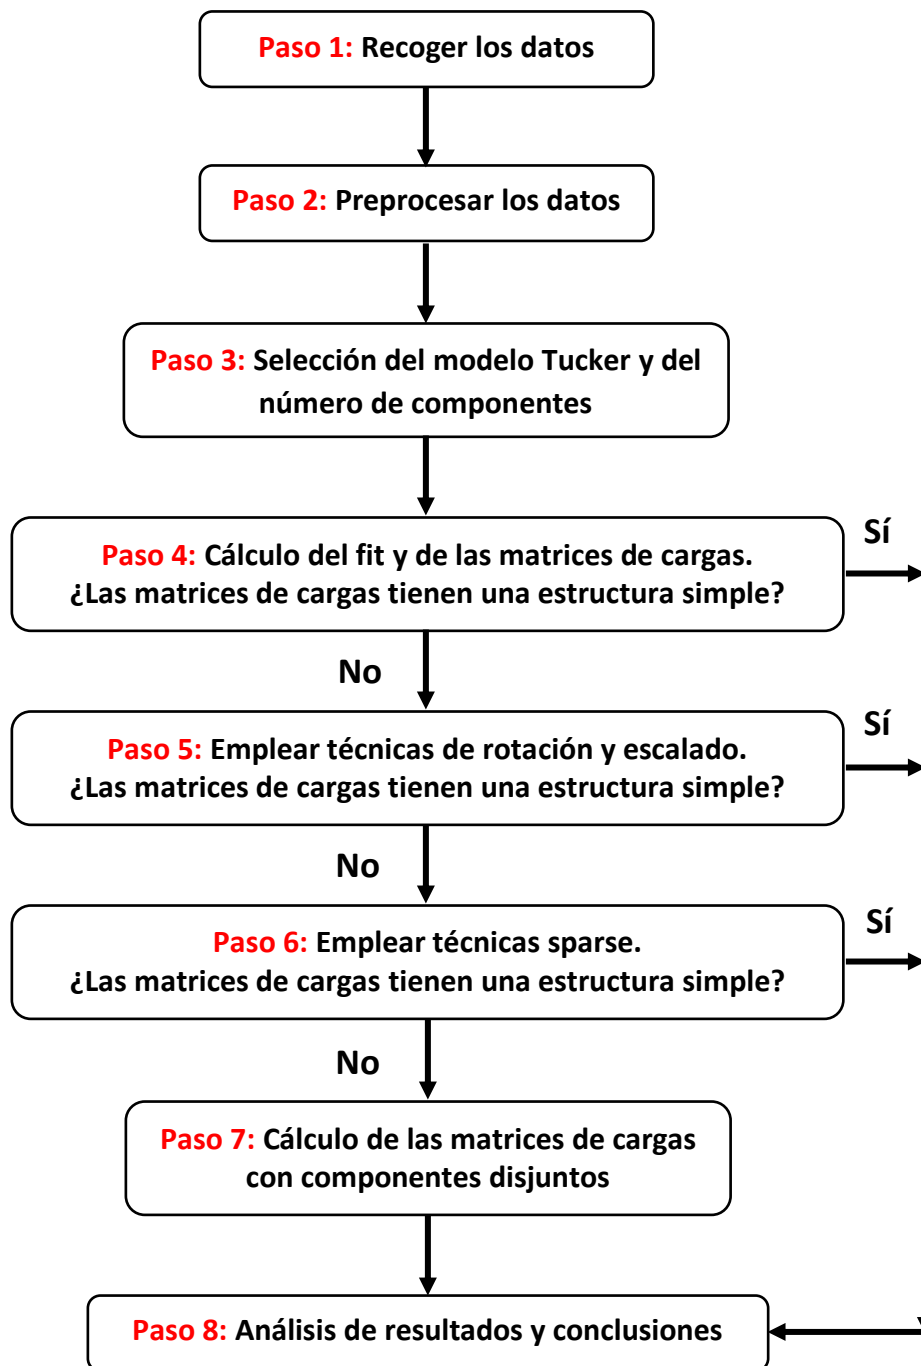 Paso 1: Recoger los datos
Paso 2: Preprocesar los datos
Paso 3: Selección del modelo Tucker y del
número de componentes
Sí
Paso 4: Cálculo del fit y de las matrices de cargas.
¿Las matrices de cargas tienen una estructura simple?
No
Sí
Paso 5: Emplear técnicas de rotación y escalado.
¿Las matrices de cargas tienen una estructura simple?
No
Sí
Paso 6: Emplear técnicas sparse.
¿Las matrices de cargas tienen una estructura simple?
No
Paso 7: Cálculo de las matrices de cargas
con componentes disjuntos
Paso 8: Análisis de resultados y conclusiones